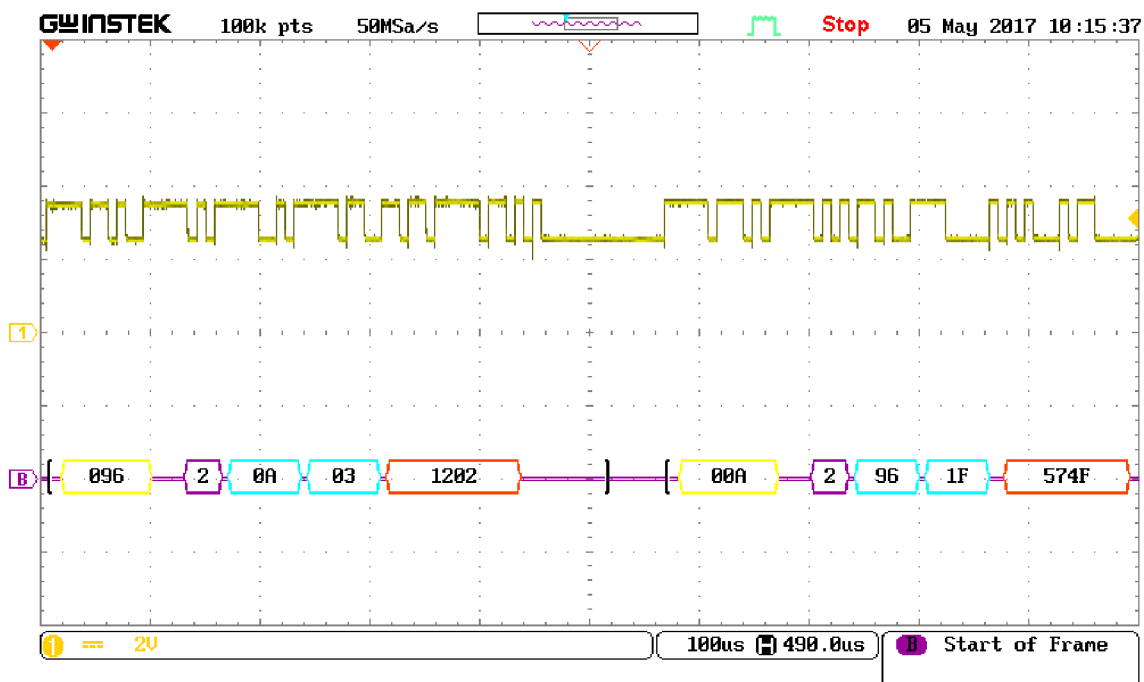 GWINSTEK 100k pts 50MSa/s Stop 05 May 2017 10:15:37
1
B 096 2 0A 03 1202 00A 2 96 1F 574F
1 2V 100us H 490.0us B Start of Frame